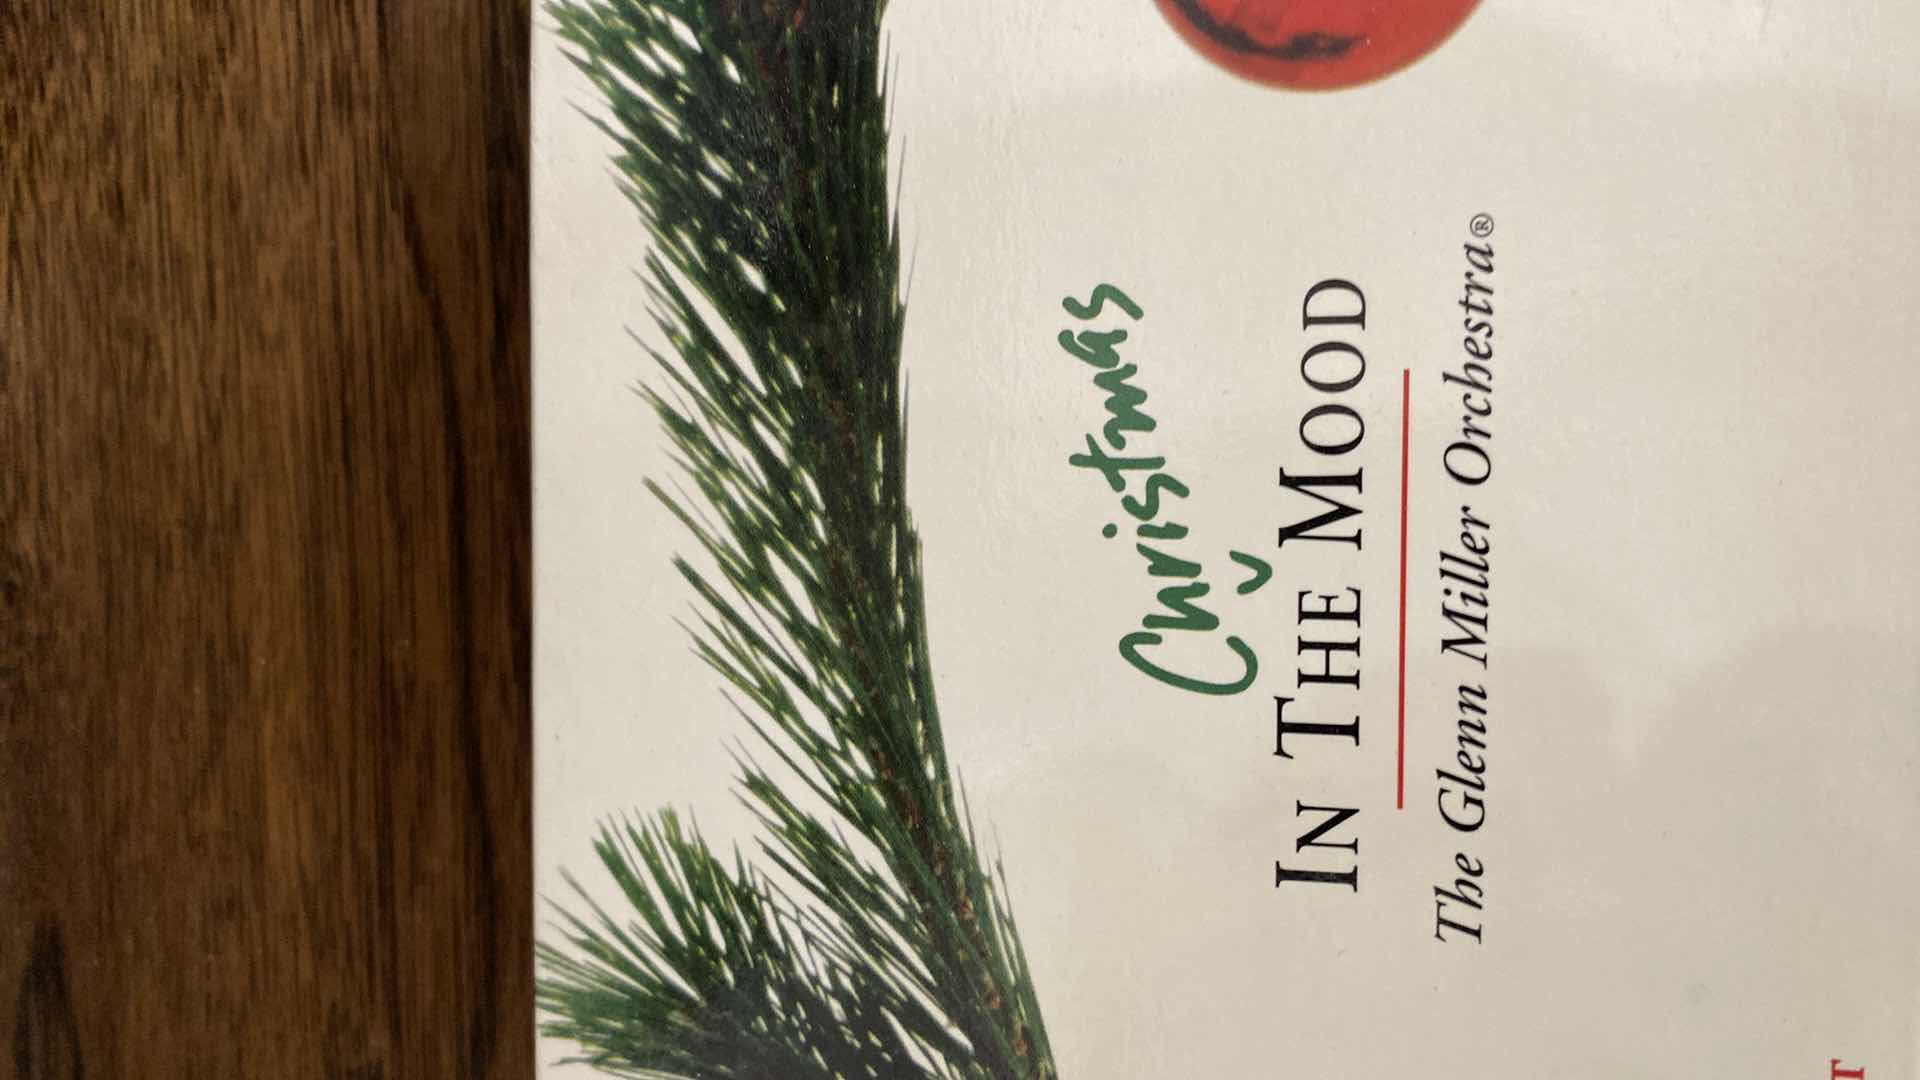 Christmas
IN THE MOOD
The Glenn Miller Orchestra®
T